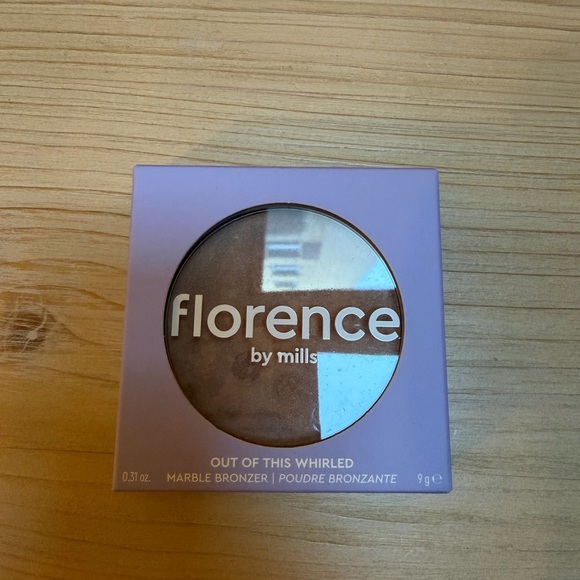 florence
by mills
OUT OF THIS WHIRLED
0.31 oz. MARBLE BRONZER | POUDRE BRONZANTE 9 g ℮